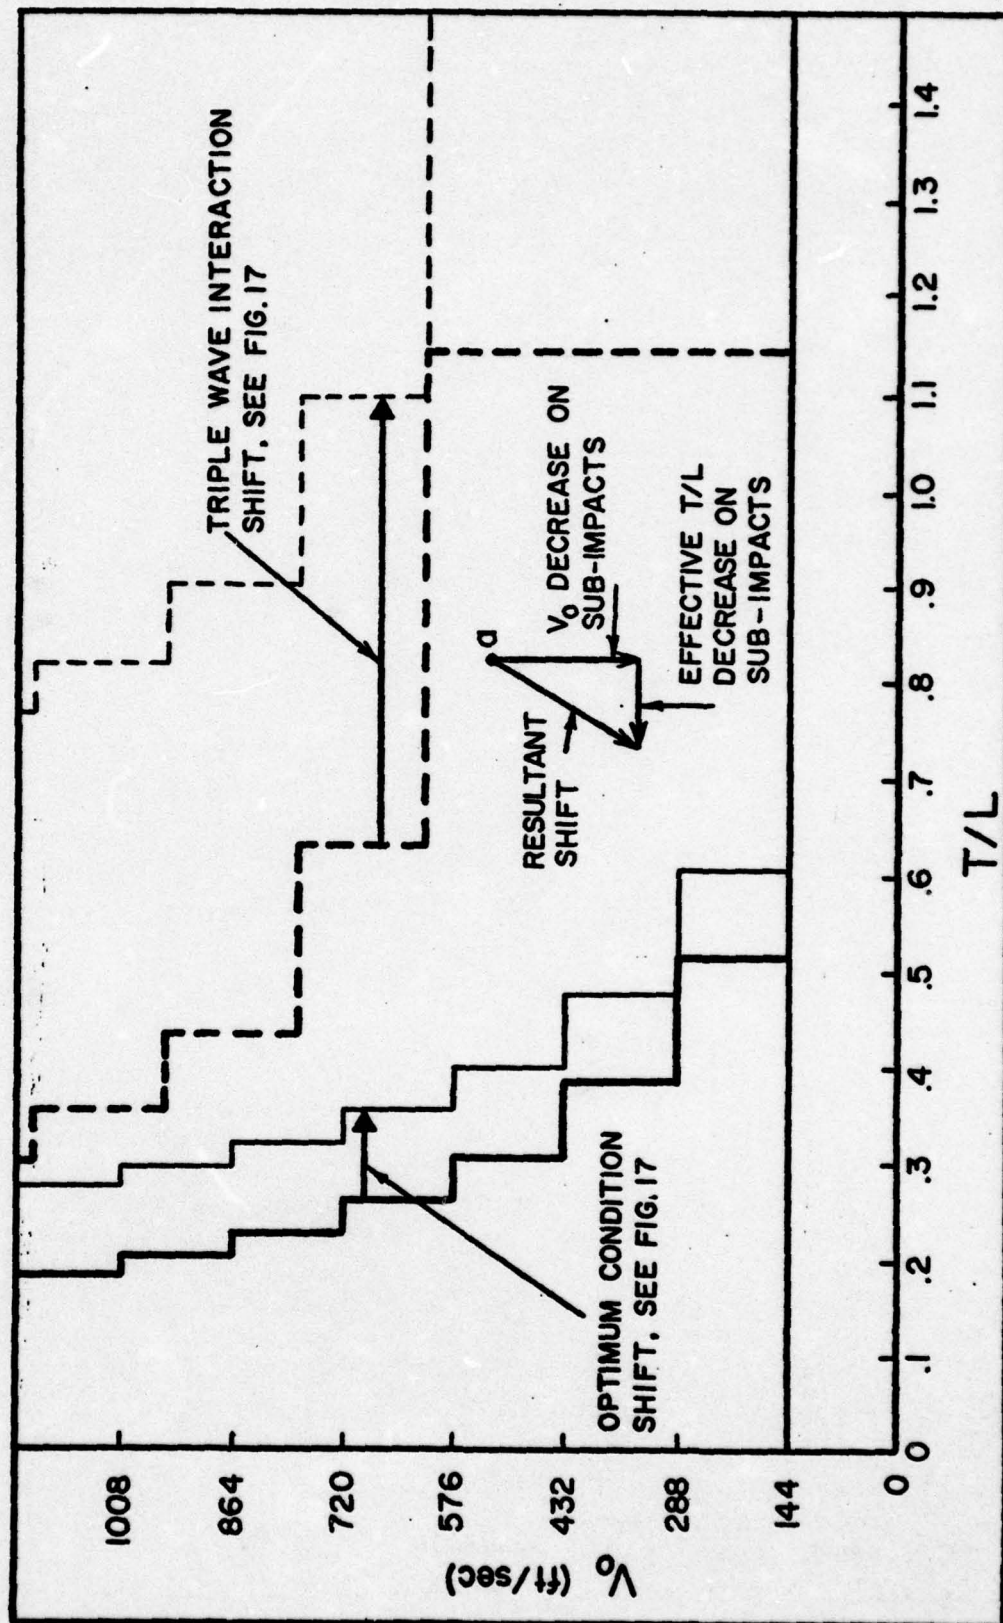 TRIPLE WAVE INTERACTION
SHIFT, SEE FIG. 17
V₀ DECREASE ON
SUB-IMPACTS
a
RESULTANT
SHIFT
EFFECTIVE T/L
DECREASE ON
SUB-IMPACTS
OPTIMUM CONDITION
SHIFT, SEE FIG. 17
V₀ (ft/sec)
1008
864
720
576
432
288
144
0
0 .1 .2 .3 .4 .5 .6 .7 .8 .9 1.0 1.1 1.2 1.3 1.4
T/L